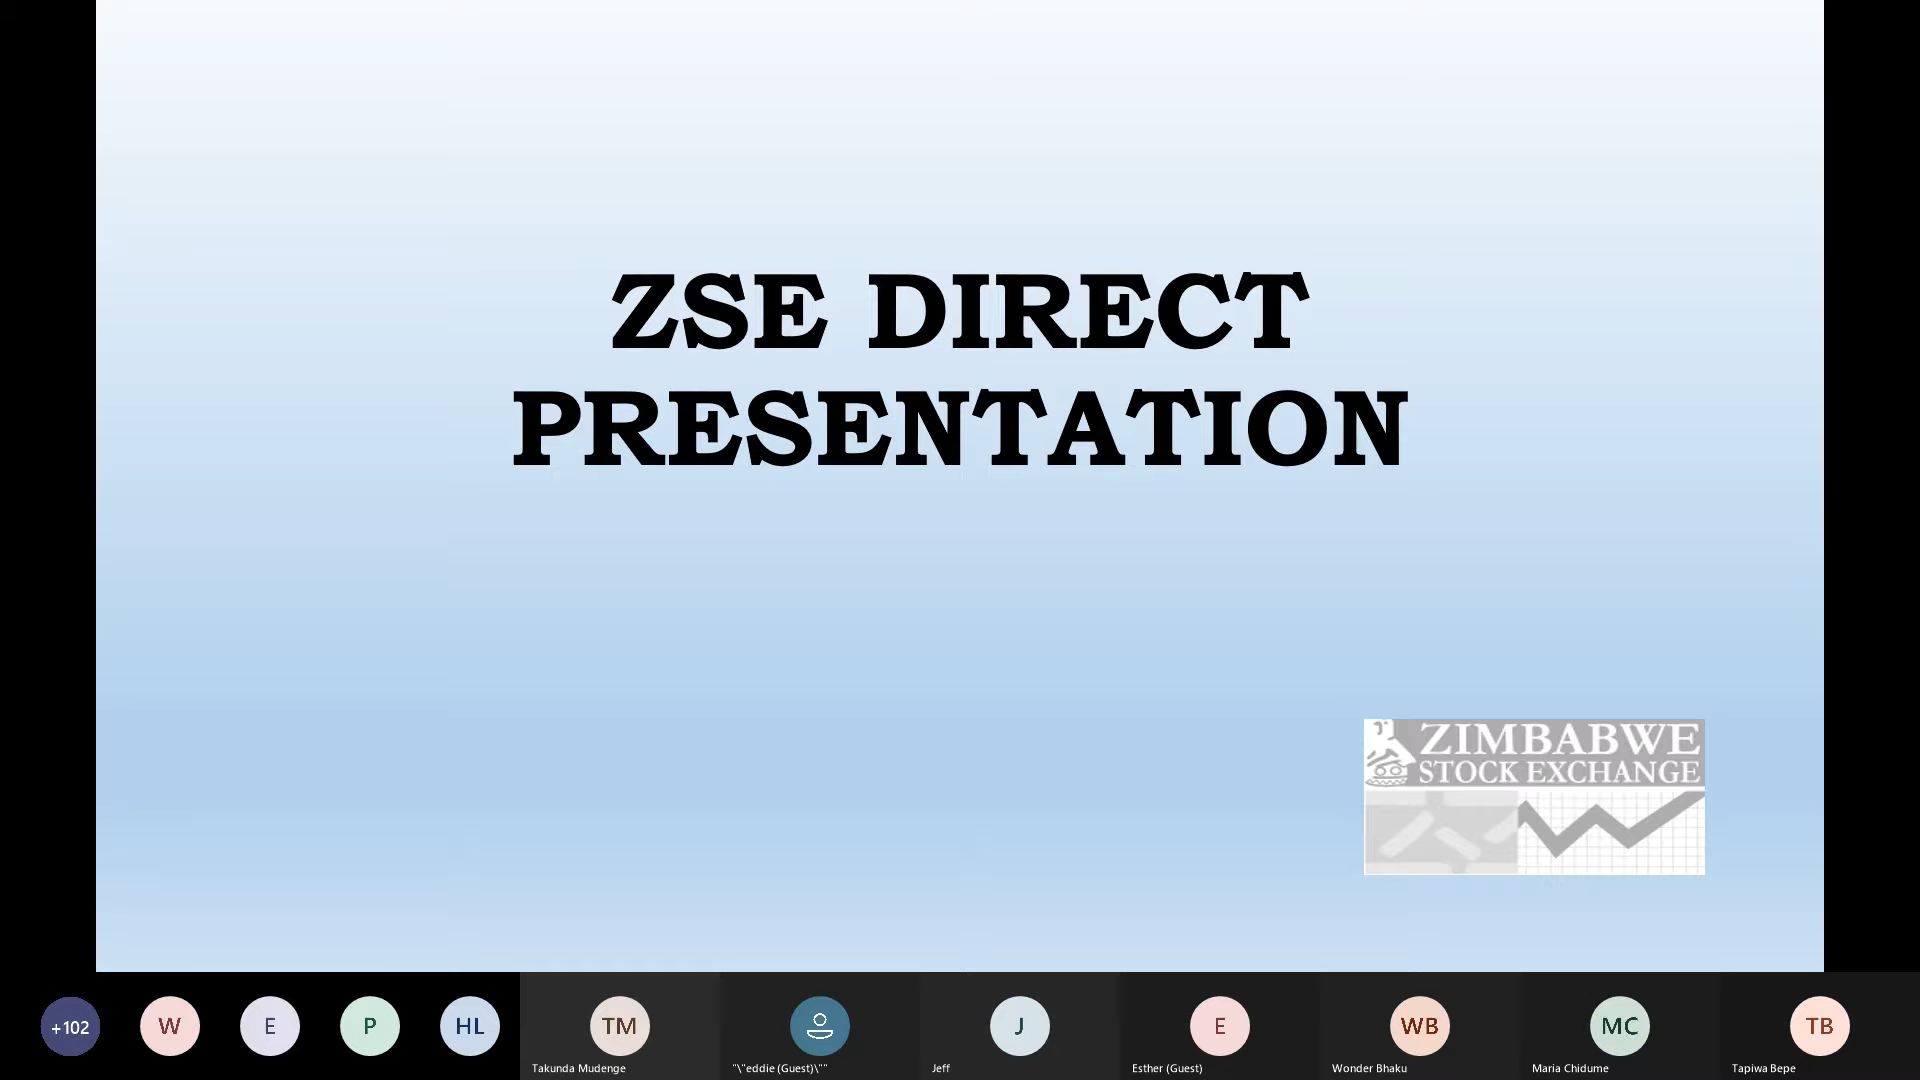 ZSE DIRECT
PRESENTATION
ZIMBABWE
STOCK EXCHANGE
+102
W
E
P
HL
TM
J
E
WB
MC
TB
Takunda Mudenge
"\"eddie (Guest)\""
Jeff
Esther (Guest)
Wonder Bhaku
Maria Chidume
Tapiwa Bepe